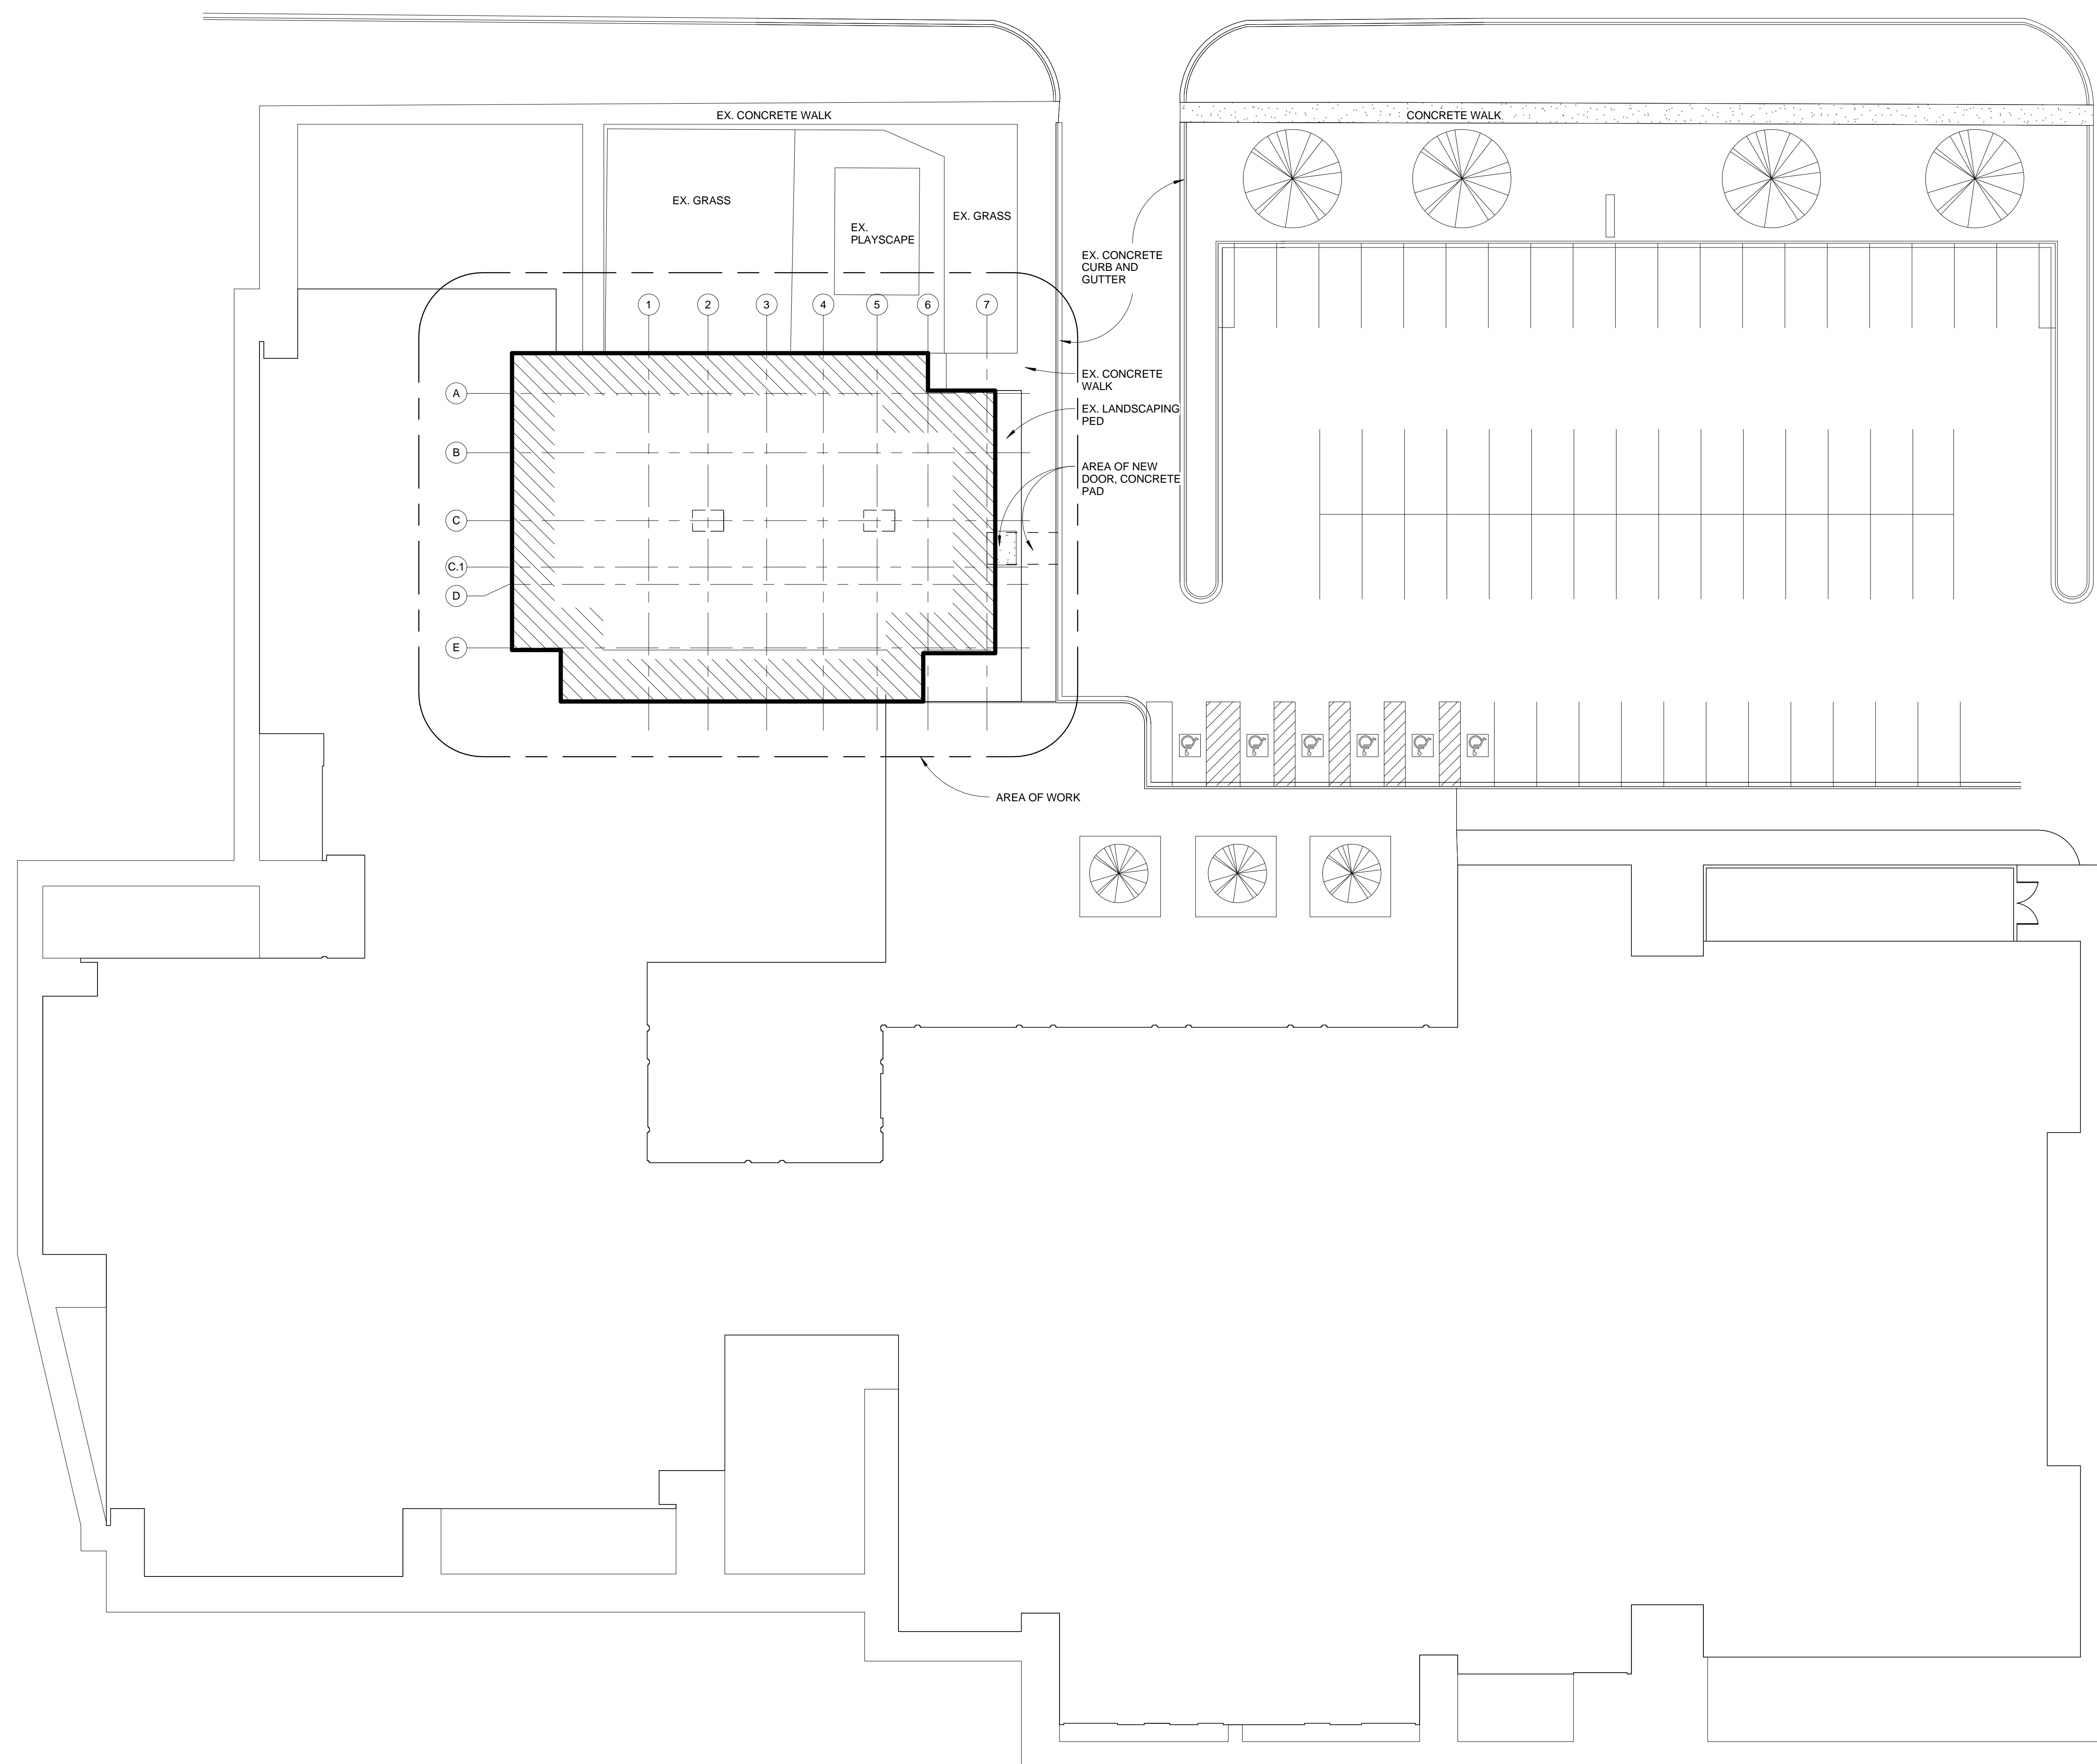 EX. CONCRETE WALK
CONCRETE WALK
EX. GRASS
EX.
PLAYSCAPE
EX. GRASS
EX. CONCRETE
CURB AND
GUTTER
1
2
3
4
5
6
7
EX. CONCRETE
WALK
A
EX. LANDSCAPING
PED
B
AREA OF NEW
DOOR, CONCRETE
PAD
C
C.1
D
E
AREA OF WORK